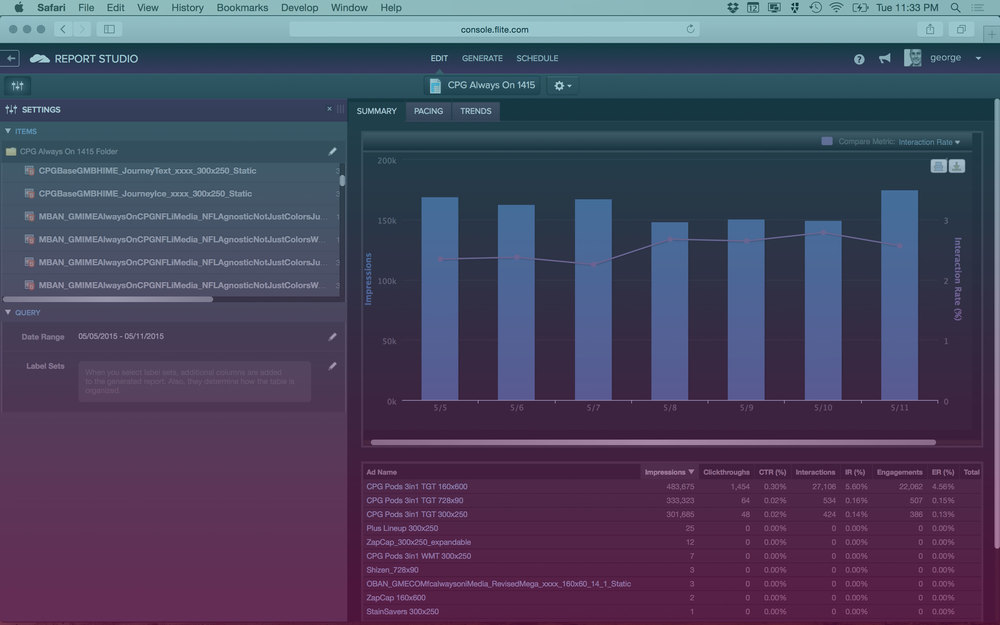 Safari File Edit View History Bookmarks Develop Window Help Tue 11:33 PM
console.flite.com
REPORT STUDIO EDIT GENERATE SCHEDULE ? george
CPG Always On 1415
SETTINGS
ITEMS
CPG Always On 1415 Folder
CPGBaseGMBHIME_JourneyText_xxxx_300x250_Static
CPGBaseGMBHIME_JourneyIce_xxxx_300x250_Static
MBAN_GMIMEAlwaysOnCPGNFLiMedia_NFLAgnosticNotJustColorsJu...
MBAN_GMIMEAlwaysOnCPGNFLiMedia_NFLAgnosticNotJustColorsW...
MBAN_GMIMEAlwaysOnCPGNFLiMedia_NFLAgnosticNotJustColorsJu...
MBAN_GMIMEAlwaysOnCPGNFLiMedia_NFLAgnosticNotJustColorsW...
QUERY
Date Range 05/05/2015 - 05/11/2015
Label Sets
When you select label sets, additional columns are added
to the generated report. Also, they determine how the table is
organized.
SUMMARY PACING TRENDS
Compare Metric: Interaction Rate
200k
150k 3
100k 2
50k 1
0k 0
Impressions
Interaction Rate (%)
5/5 5/6 5/7 5/8 5/9 5/10 5/11
Ad Name Impressions Clickthroughs CTR (%) Interactions IR (%) Engagements ER (%) Total
CPG Pods 3in1 TGT 160x600 483,675 1,454 0.30% 27,106 5.60% 22,062 4.56%
CPG Pods 3in1 TGT 728x90 333,323 64 0.02% 534 0.16% 507 0.15%
CPG Pods 3in1 TGT 300x250 301,685 48 0.02% 424 0.14% 386 0.13%
Plus Lineup 300x250 25 0 0.00% 0 0.00% 0 0.00%
ZapCap_300x250_expandable 12 0 0.00% 0 0.00% 0 0.00%
CPG Pods 3in1 WMT 300x250 7 0 0.00% 0 0.00% 0 0.00%
Shizen_728x90 3 0 0.00% 0 0.00% 0 0.00%
OBAN_GMECOMfcalwaysoniMedia_RevisedMega_xxxx_160x60_14_1_Static 3 0 0.00% 0 0.00% 0 0.00%
ZapCap 160x600 2 0 0.00% 0 0.00% 0 0.00%
StainSavers 300x250 1 0 0.00% 0 0.00% 0 0.00%